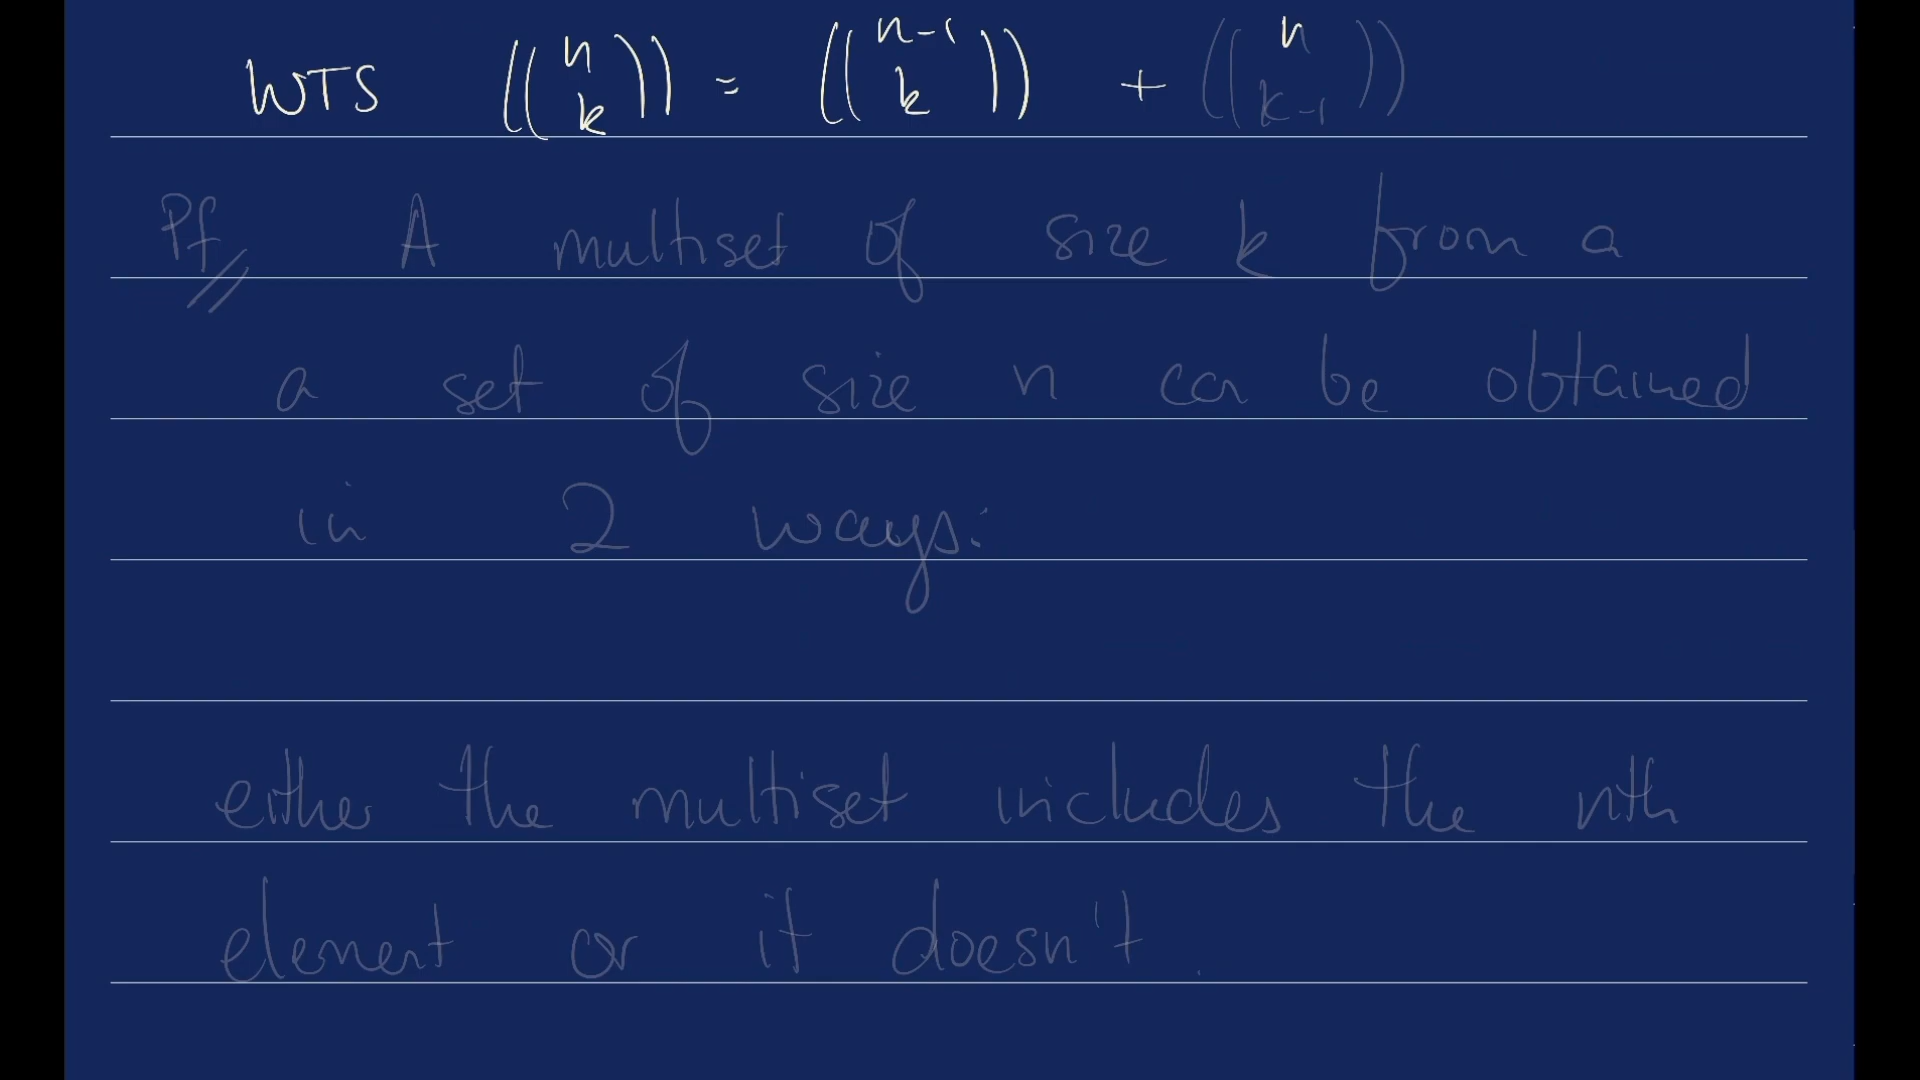 WTS ((n k)) = ((n-1 k)) + ((n k-1))
Pf// A multiset of size k from a
a set of size n can be obtained
in 2 ways:
either the multiset includes the nth
element or it doesn't.